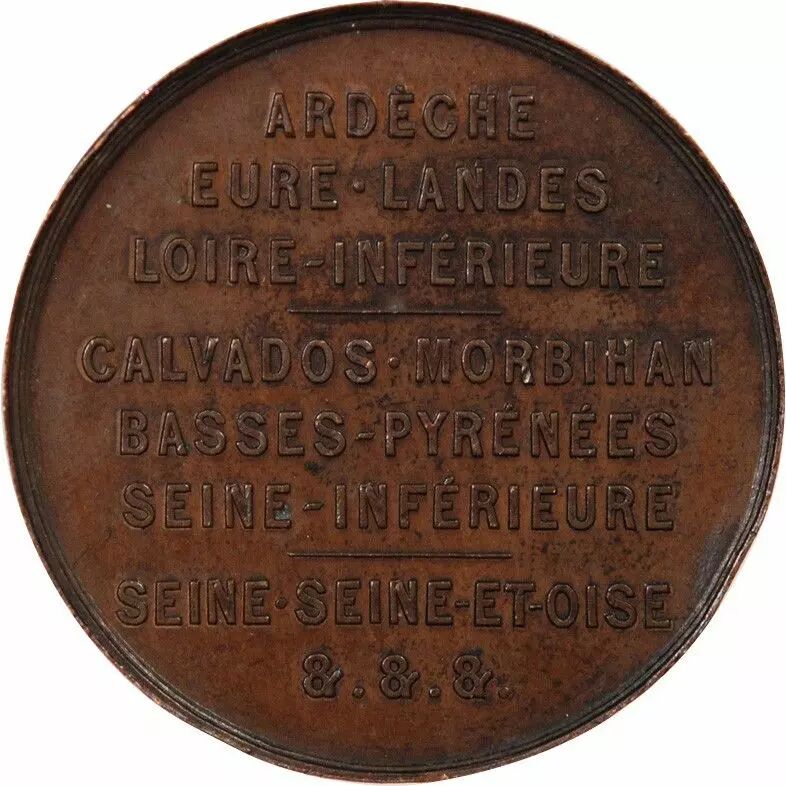 ARDÈCHE
EURE·LANDES
LOIRE-INFÉRIEURE
CALVADOS·MORBIHAN
BASSES-PYRÉNÉES
SEINE-INFÉRIEURE
SEINE·SEINE-ET-OISE
&.&.&.